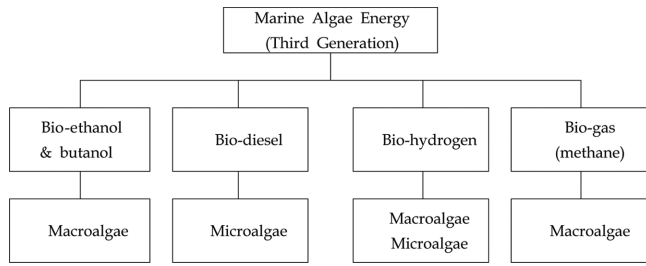 Marine Algae Energy
(Third Generation)
Bio-ethanol
& butanol
Bio-diesel
Bio-hydrogen
Bio-gas
(methane)
Macroalgae
Microalgae
Macroalgae
Microalgae
Macroalgae